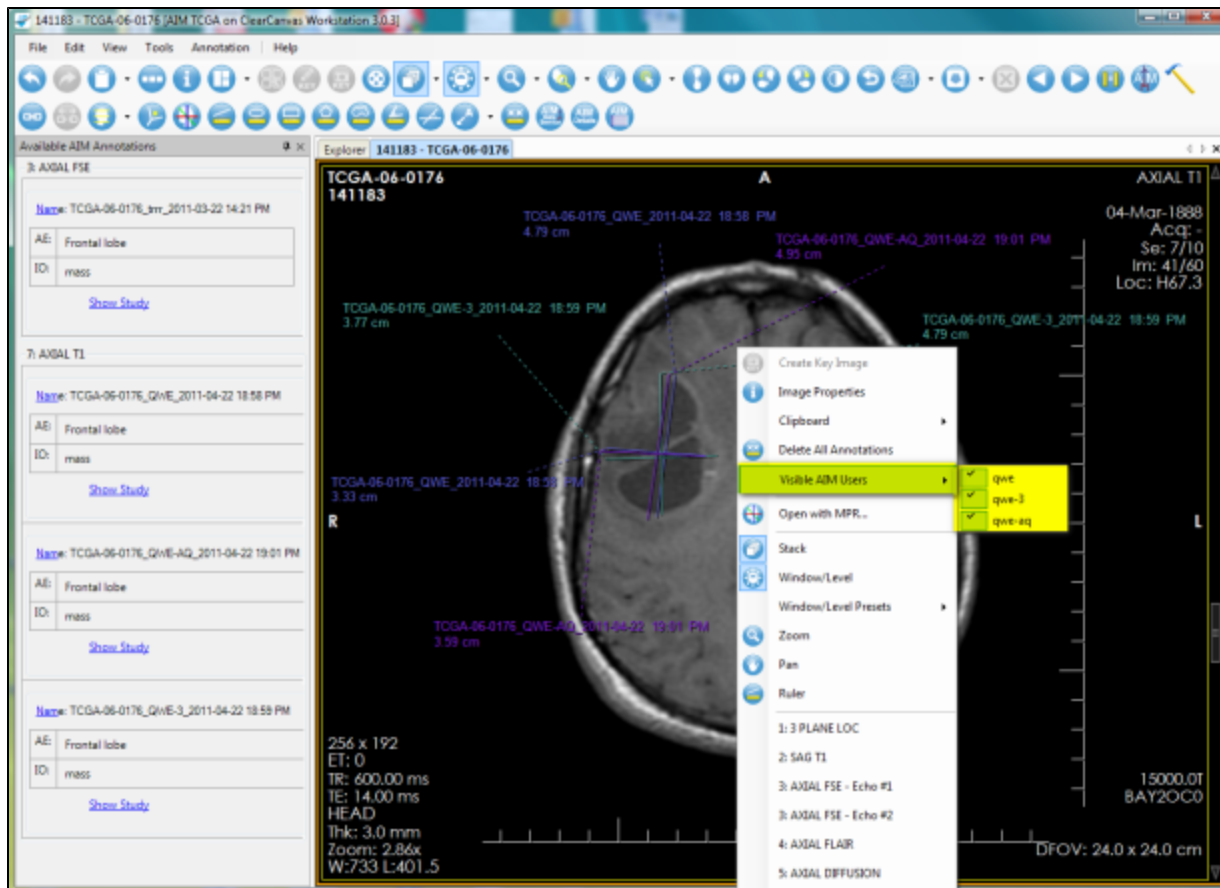 141183 - TCGA-06-0176 [AIM TCGA on ClearCanvas Workstation 3.0.3]
File Edit View Tools Annotation Help
AIM
Available AIM Annotations
3: AXIAL FSE
Name: TCGA-06-0176_trrr_2011-03-22 14:21 PM
AE: Frontal lobe
IO: mass
Show Study
7: AXIAL T1
Name: TCGA-06-0176_QWE_2011-04-22 18:58 PM
AE: Frontal lobe
IO: mass
Show Study
Name: TCGA-06-0176_QWE-AQ_2011-04-22 19:01 PM
AE: Frontal lobe
IO: mass
Show Study
Name: TCGA-06-0176_QWE-3_2011-04-22 18:59 PM
AE: Frontal lobe
IO: mass
Show Study
Explorer 141183 - TCGA-06-0176
TCGA-06-0176
141183
A
AXIAL T1
04-Mar-1888
Acq: -
Se: 7/10
Im: 41/60
Loc: H67.3
TCGA-06-0176_QWE_2011-04-22 18:58 PM
4.79 cm
TCGA-06-0176_QWE-AQ_2011-04-22 19:01 PM
4.95 cm
TCGA-06-0176_QWE-3_2011-04-22 18:59 PM
3.77 cm
TCGA-06-0176_QWE-3_2011-04-22 18:59 PM
4.79 cm
TCGA-06-0176_QWE_2011-04-22 18:58 PM
3.33 cm
R
L
TCGA-06-0176_QWE-AQ_2011-04-22 19:01 PM
3.59 cm
Create Key Image
Image Properties
Clipboard
Delete All Annotations
Visible AIM Users
qwe
qwe-3
qwe-aq
Open with MPR...
Stack
Window/Level
Window/Level Presets
Zoom
Pan
Ruler
1: 3 PLANE LOC
2: SAG T1
3: AXIAL FSE - Echo #1
3: AXIAL FSE - Echo #2
4: AXIAL FLAIR
5: AXIAL DIFFUSION
256 x 192
ET: 0
TR: 600.00 ms
TE: 14.00 ms
HEAD
Thk: 3.0 mm
Zoom: 2.86x
W:733 L:401.5
15000.0T
BAY2OC0
DFOV: 24.0 x 24.0 cm